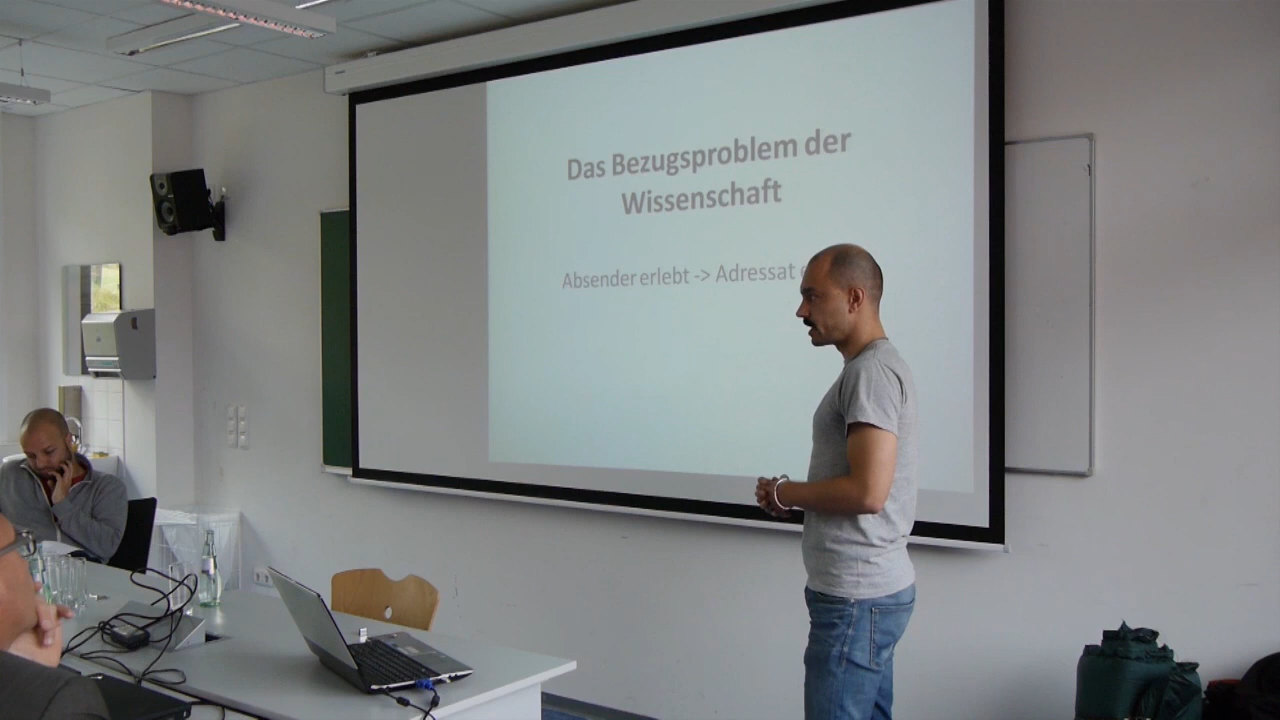 Das Bezugsproblem der
Wissenschaft
Absender erlebt -> Adressat